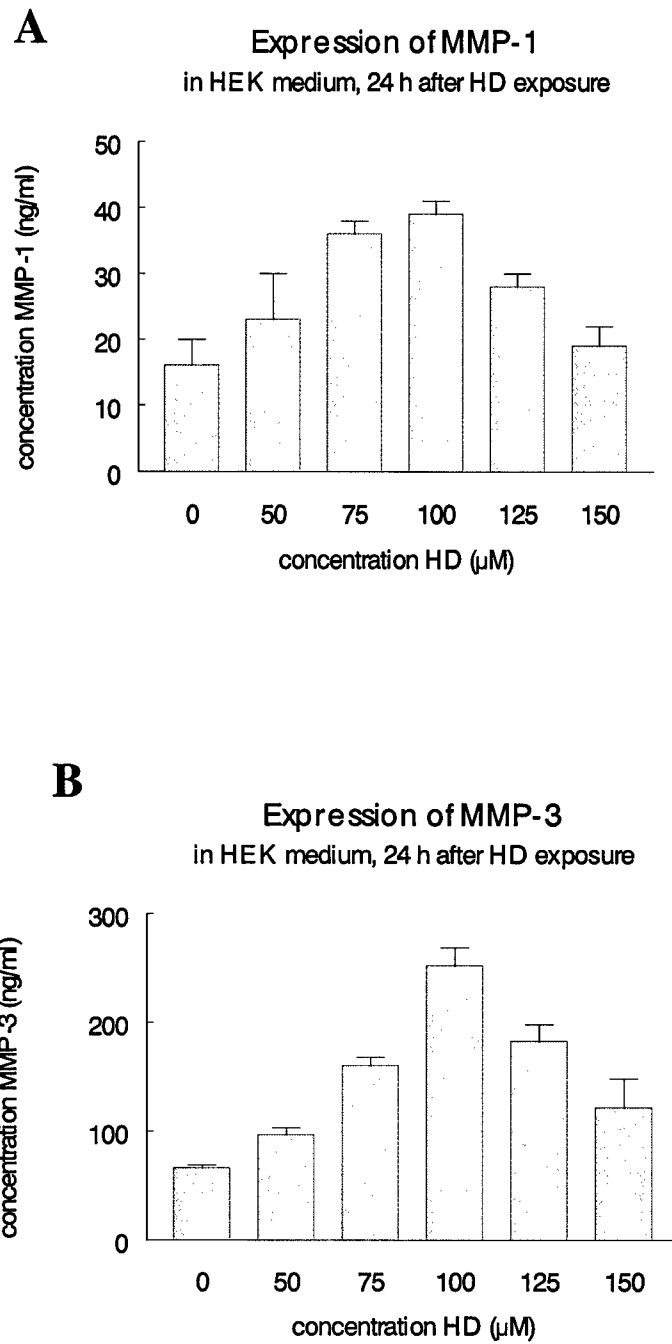 A
Expression of MMP-1
in HEK medium, 24 h after HD exposure
concentration MMP-1 (ng/ml)
50
40
30
20
10
0
0 50 75 100 125 150
concentration HD (µM)
B
Expression of MMP-3
in HEK medium, 24 h after HD exposure
concentration MMP-3 (ng/ml)
300
200
100
0
0 50 75 100 125 150
concentration HD (µM)